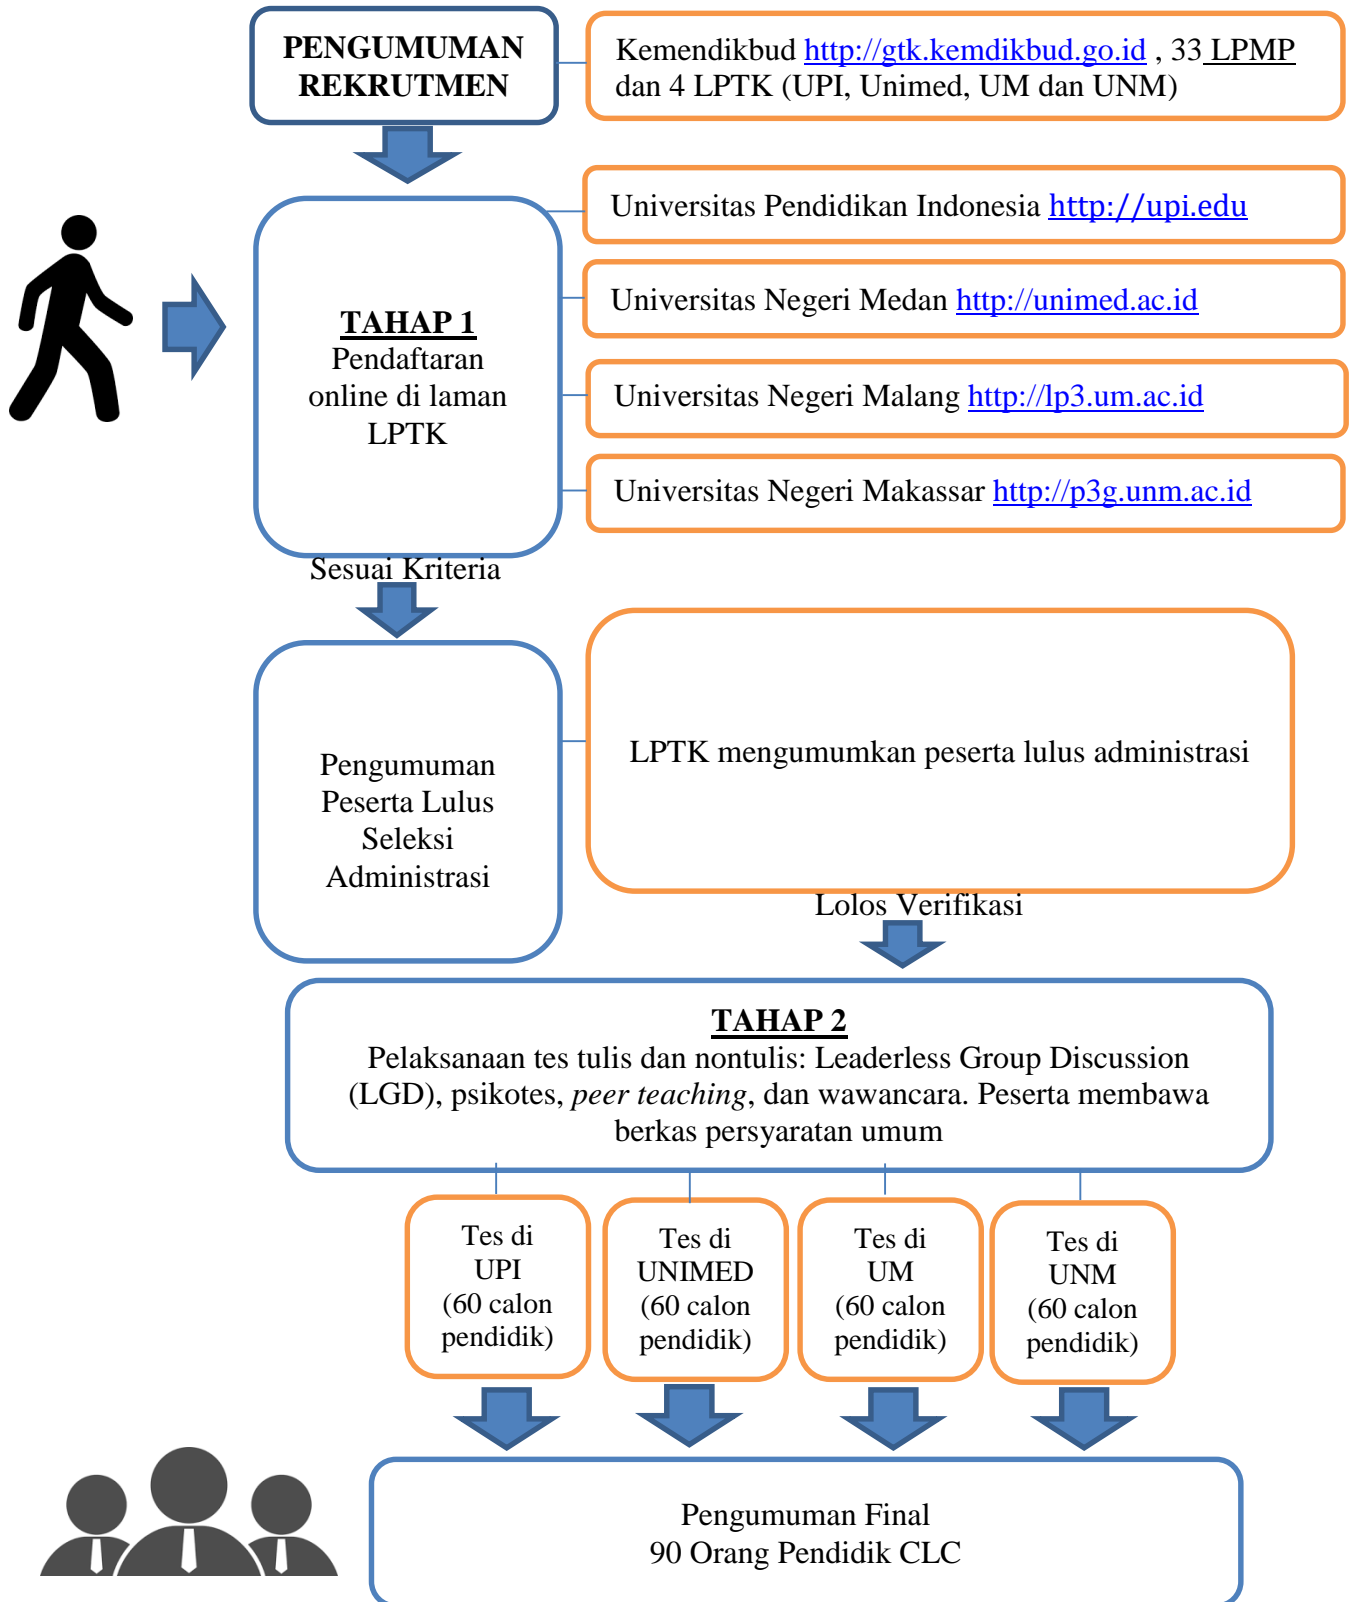 PENGUMUMAN
REKRUTMEN
Kemendikbud http://gtk.kemdikbud.go.id , 33 LPMP
dan 4 LPTK (UPI, Unimed, UM dan UNM)
TAHAP 1
Pendaftaran
online di laman
LPTK
Universitas Pendidikan Indonesia http://upi.edu
Universitas Negeri Medan http://unimed.ac.id
Universitas Negeri Malang http://lp3.um.ac.id
Universitas Negeri Makassar http://p3g.unm.ac.id
Sesuai Kriteria
Pengumuman
Peserta Lulus
Seleksi
Administrasi
LPTK mengumumkan peserta lulus administrasi
Lolos Verifikasi
TAHAP 2
Pelaksanaan tes tulis dan nontulis: Leaderless Group Discussion
(LGD), psikotes, peer teaching, dan wawancara. Peserta membawa
berkas persyaratan umum
Tes di
UPI
(60 calon
pendidik)
Tes di
UNIMED
(60 calon
pendidik)
Tes di
UM
(60 calon
pendidik)
Tes di
UNM
(60 calon
pendidik)
Pengumuman Final
90 Orang Pendidik CLC